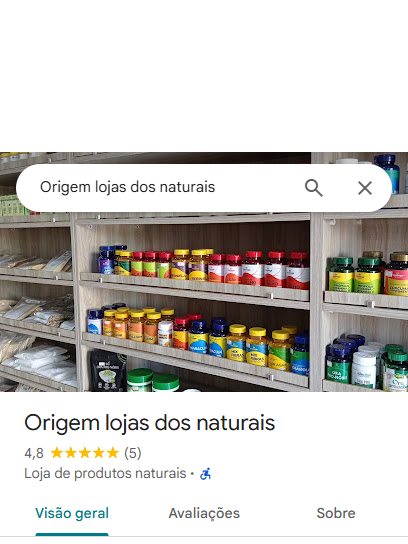 Origem lojas dos naturais
Origem lojas dos naturais
4,8 (5)
Loja de produtos naturais ·
Visão geral
Avaliações
Sobre